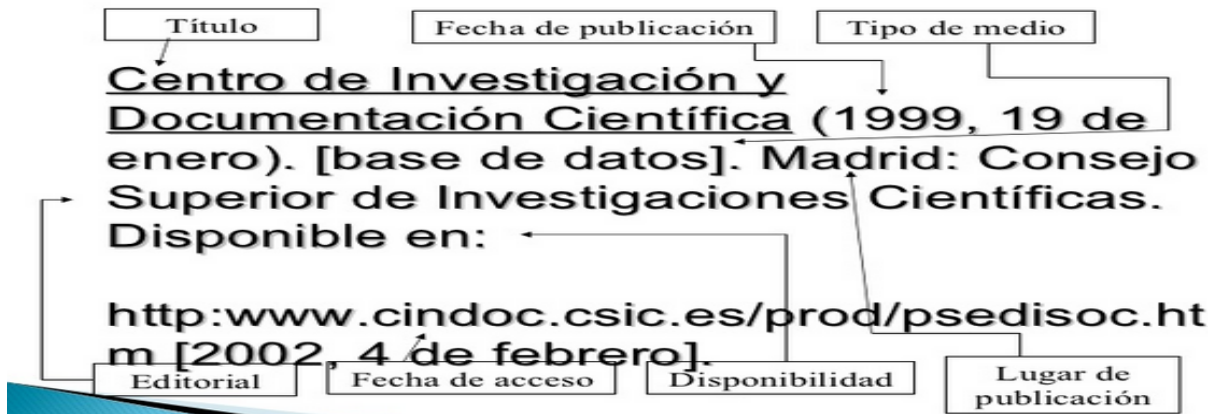 Título
Fecha de publicación
Tipo de medio
Centro de Investigación y
Documentación Científica (1999, 19 de
enero). [base de datos]. Madrid: Consejo
Superior de Investigaciones Científicas.
Disponible en:
http:www.cindoc.csic.es/prod/psedisoc.ht
m [2002, 4 de febrero].
Editorial
Fecha de acceso
Disponibilidad
Lugar de
publicación